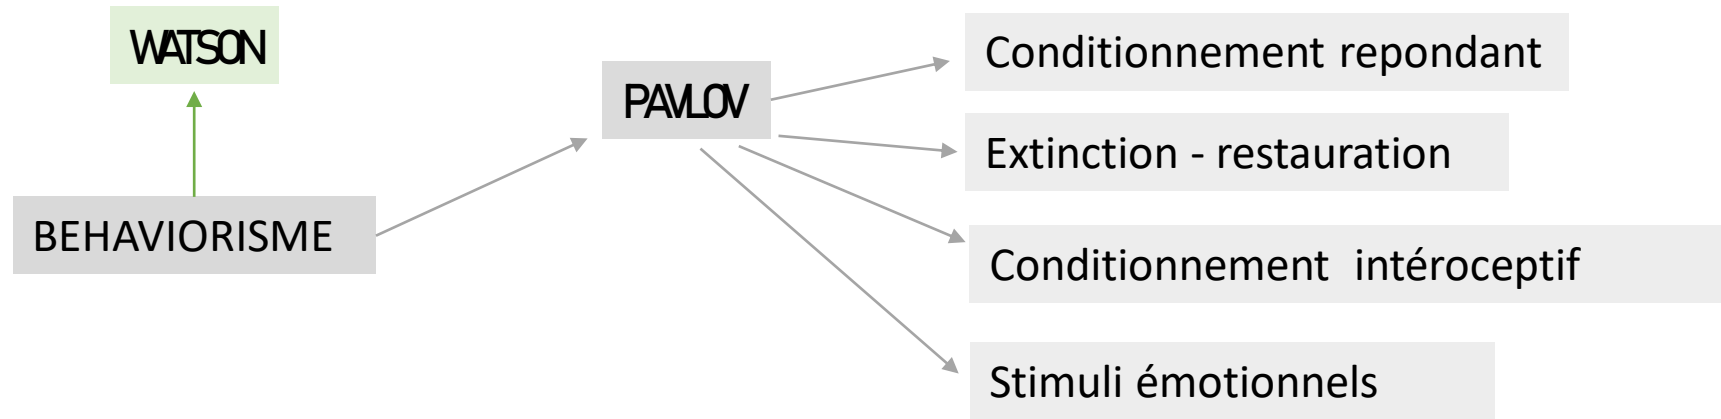 WATSON
BEHAVIORISME
PAVLOV
Conditionnement repondant
Extinction - restauration
Conditionnement intéroceptif
Stimuli émotionnels